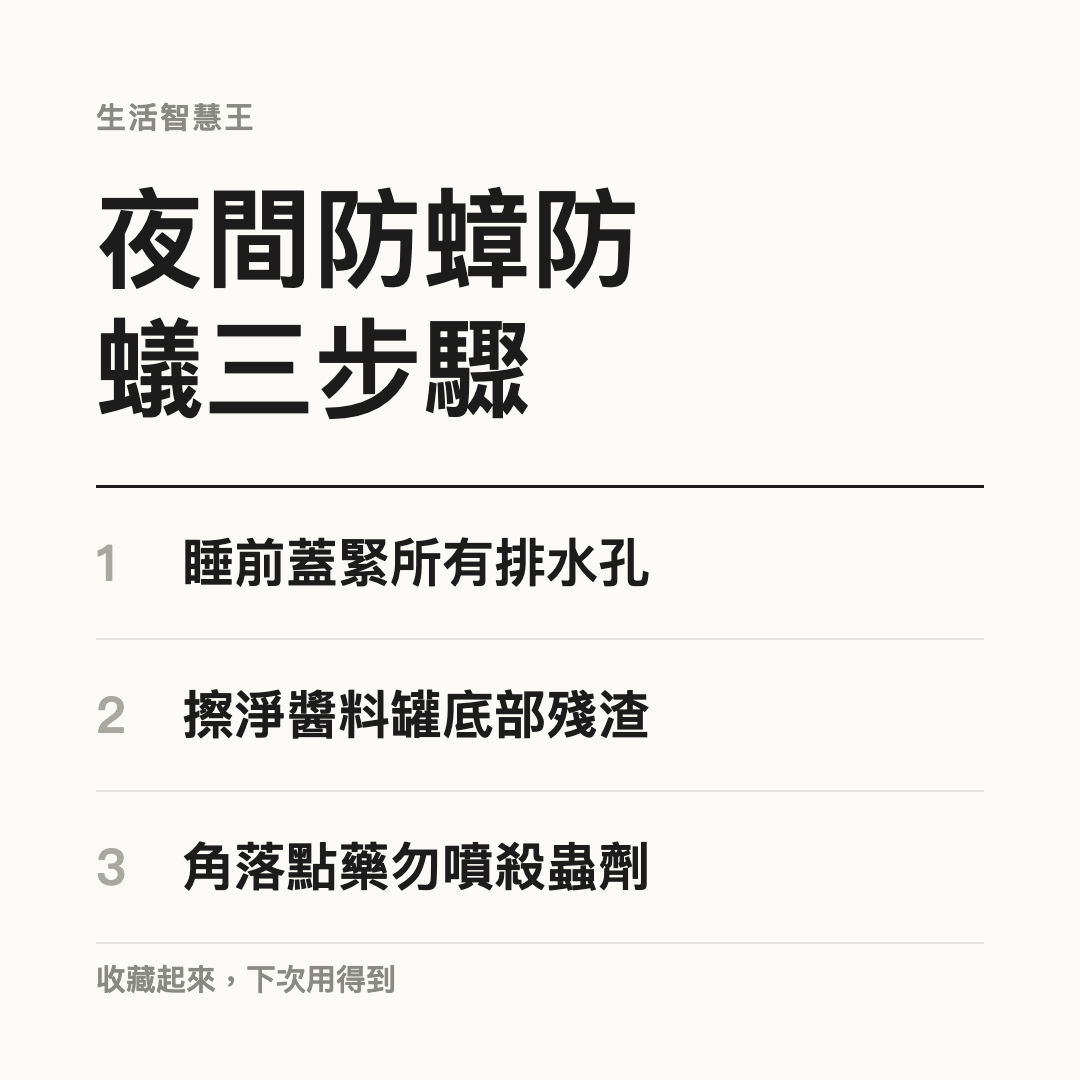 生活智慧王
夜間防蟑防
蟻三步驟
1 睡前蓋緊所有排水孔
2 擦淨醬料罐底部殘渣
3 角落點藥勿噴殺蟲劑
收藏起來，下次用得到